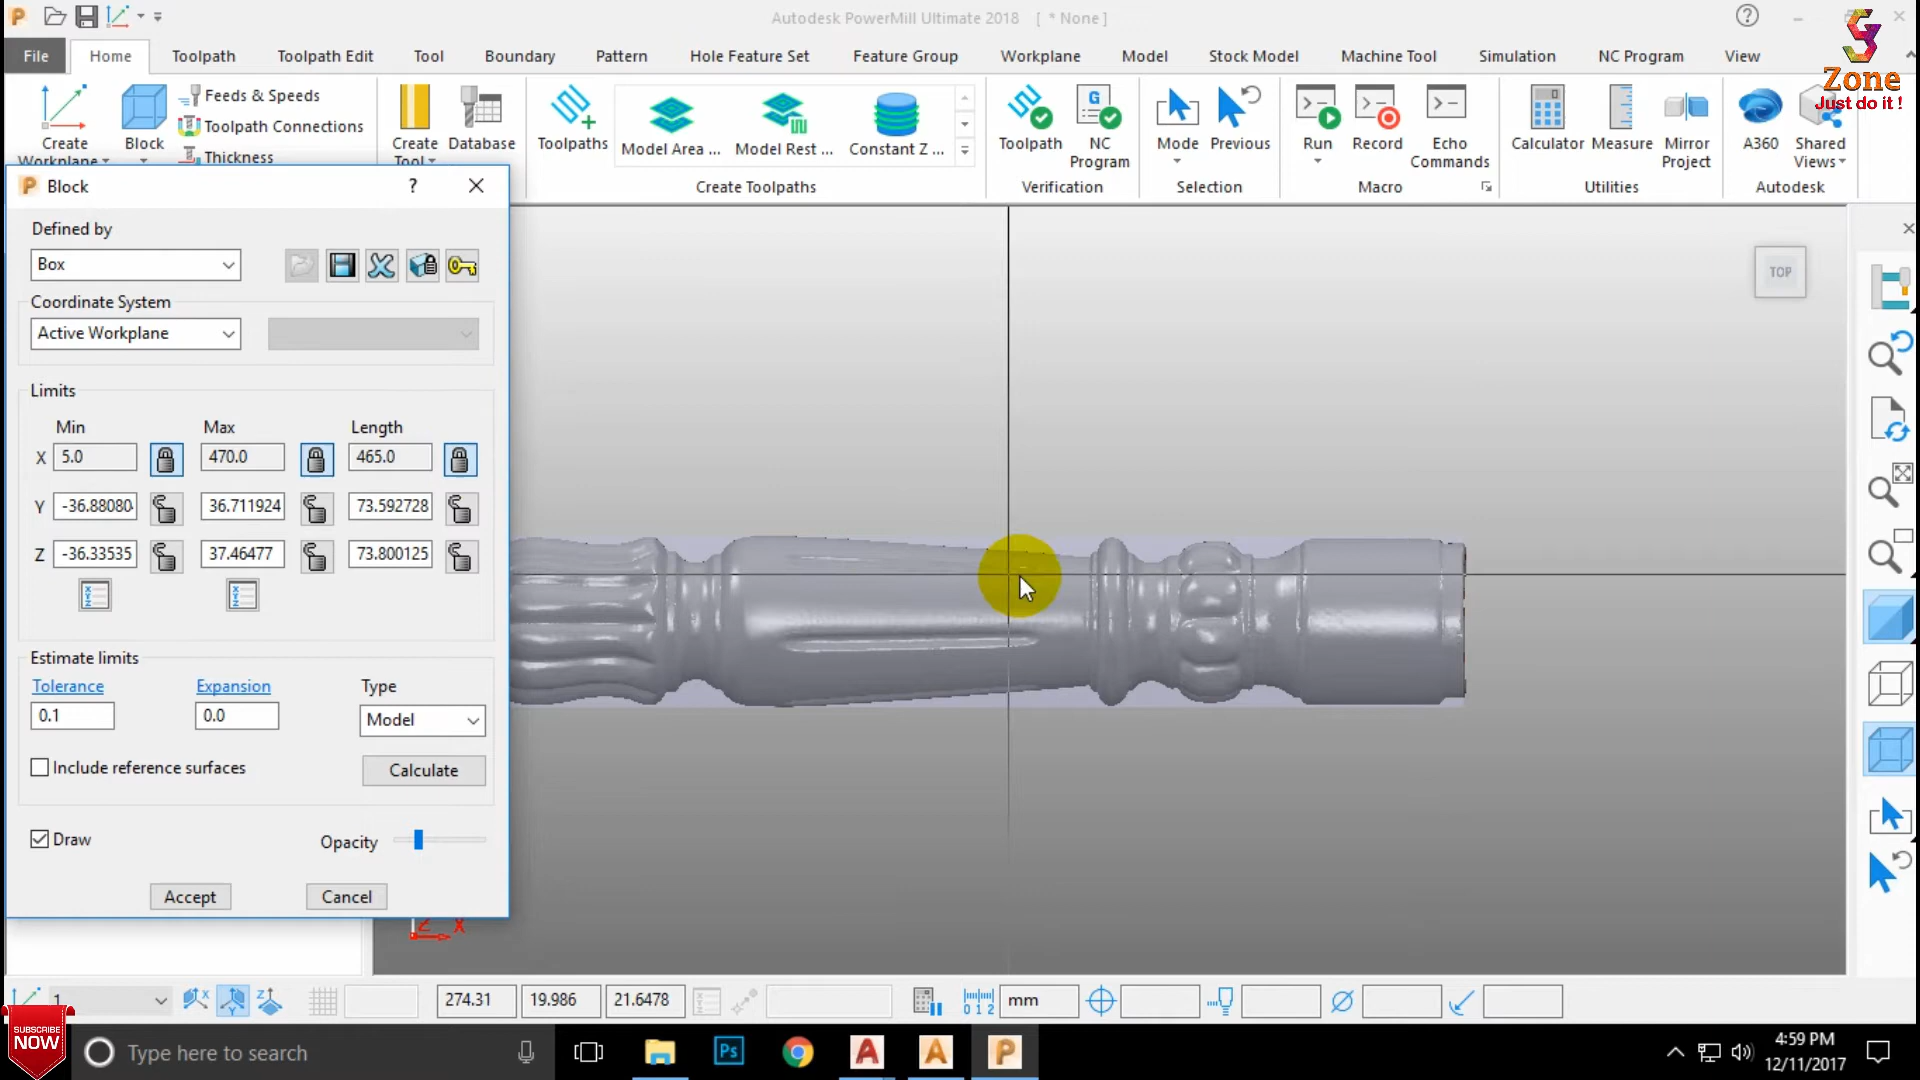 Autodesk PowerMill Ultimate 2018 [ * None ]
File Home Toolpath Toolpath Edit Tool Boundary Pattern Hole Feature Set Feature Group Workplane Model Stock Model Machine Tool Simulation NC Program View
Zone
Just do it !
Create
Workplane
Block
Feeds & Speeds
Toolpath Connections
Thickness
Create
Tool
Database
Toolpaths
Model Area ...
Model Rest ...
Constant Z ...
Create Toolpaths
Toolpath
NC
Program
Verification
Mode
Previous
Selection
Run
Record
Echo
Commands
Macro
Calculator
Measure
Mirror
Project
Utilities
A360
Shared
Views
Autodesk
Block
Defined by
Box
Coordinate System
Active Workplane
Limits
Min Max Length
X 5.0 470.0 465.0
Y -36.88080 36.711924 73.592728
Z -36.33535 37.46477 73.800125
Estimate limits
Tolerance Expansion Type
0.1 0.0 Model
Include reference surfaces
Calculate
Draw
Opacity
Accept
Cancel
TOP
Z X
1
274.31 19.986 21.6478
mm
SUBSCRIBE
NOW
Type here to search
Ps
4:59 PM
12/11/2017